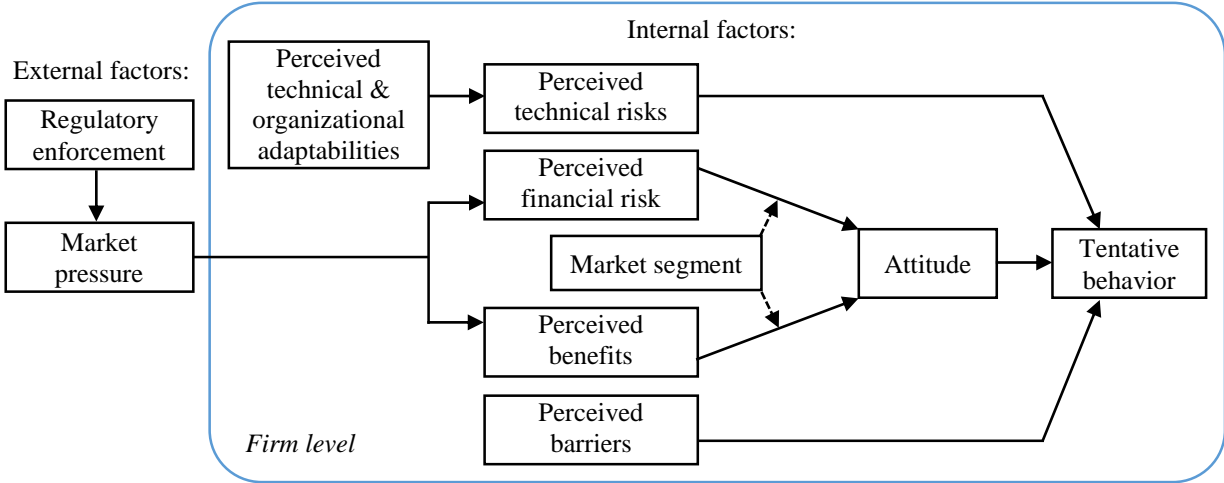 External factors:
Regulatory
enforcement
Market
pressure
Internal factors:
Perceived
technical &
organizational
adaptabilities
Perceived
technical risks
Perceived
financial risk
Market segment
Perceived
benefits
Perceived
barriers
Attitude
Tentative
behavior
Firm level